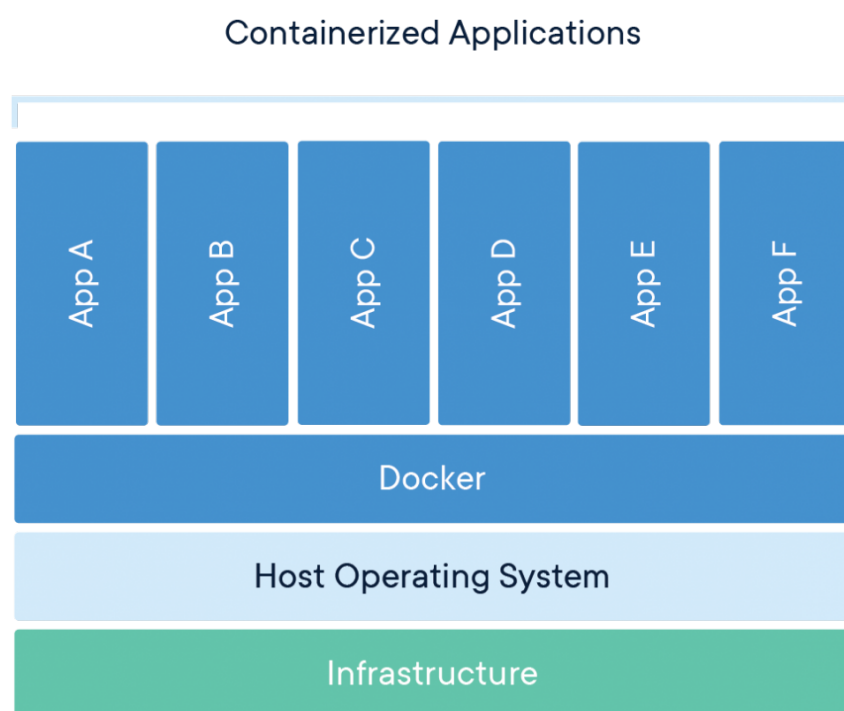 Containerized Applications
App A
App B
App C
App D
App E
App F
Docker
Host Operating System
Infrastructure